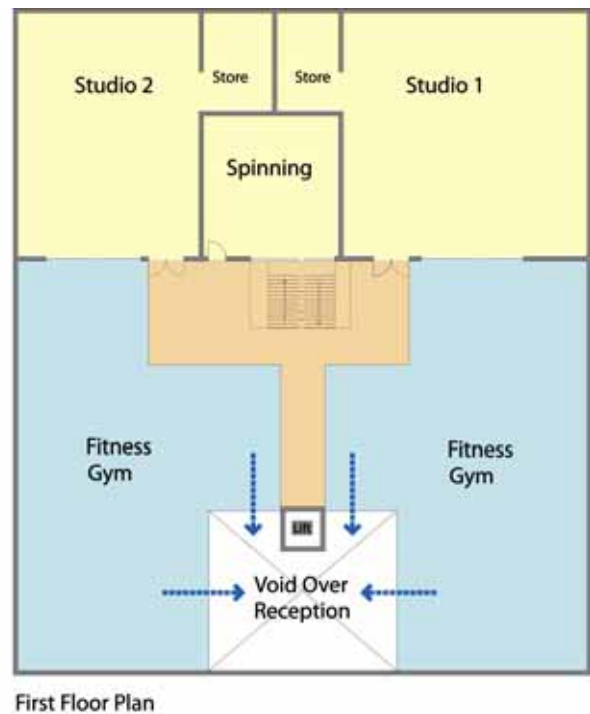 Studio 2
Store
Store
Studio 1
Spinning
Fitness
Gym
Fitness
Gym
Lift
Void Over
Reception
First Floor Plan